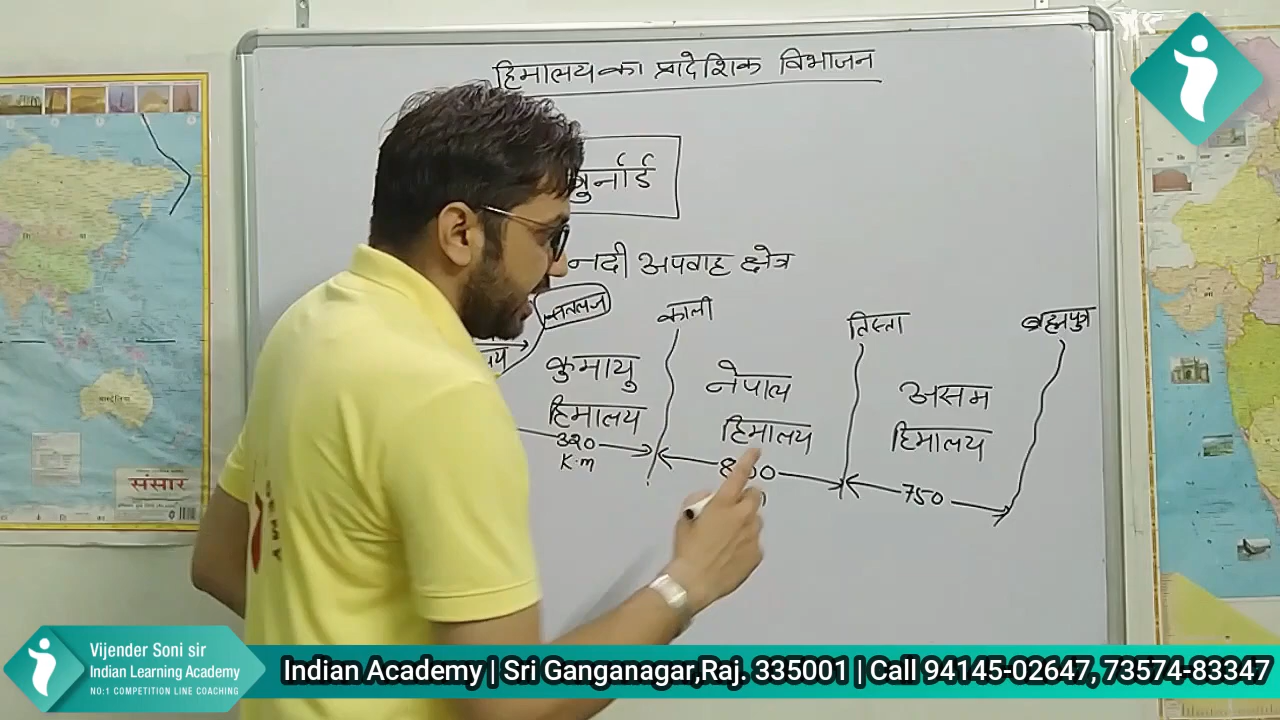 हिमालय का प्रादेशिक विभाजन
बुर्नार्ड
नदी अपवाह क्षेत्र
सतलज
काली
तिस्ता
ब्रह्मपुत्र
कुमायु
हिमालय
320
K.m
नेपाल
हिमालय
800
असम
हिमालय
750
संसार
Vijender Soni sir
Indian Learning Academy
NO:1 COMPETITION LINE COACHING
Indian Academy | Sri Ganganagar,Raj. 335001 | Call 94145-02647, 73574-83347